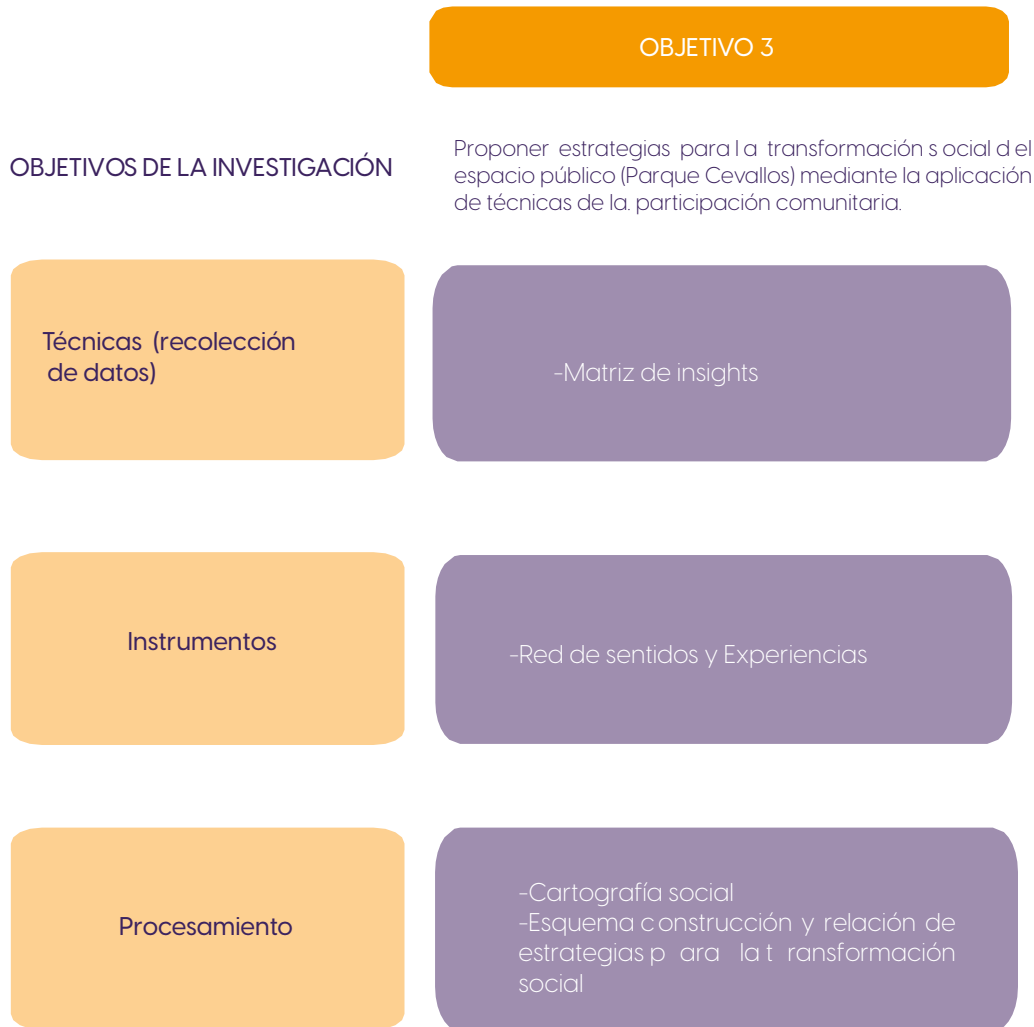 OBJETIVO 3
OBJETIVOS DE LA INVESTIGACIÓN
Proponer estrategias para l a transformación s ocial d el
espacio público (Parque Cevallos) mediante la aplicación
de técnicas de la. participación comunitaria.
Técnicas (recolección
de datos)
-Matriz de insights
Instrumentos
-Red de sentidos y Experiencias
Procesamiento
-Cartografía social
-Esquema c onstrucción y relación de
estrategias p ara la t ransformación
social